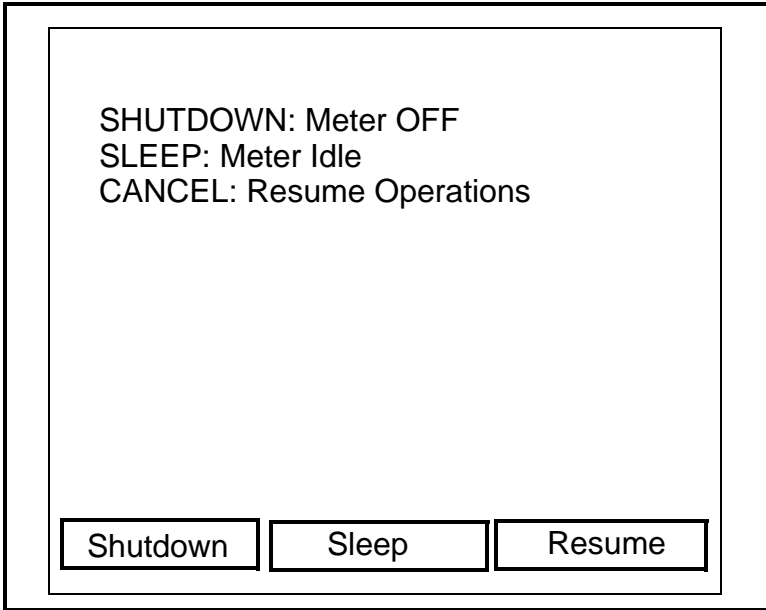 SHUTDOWN: Meter OFF
SLEEP: Meter Idle
CANCEL: Resume Operations
Shutdown Sleep Resume